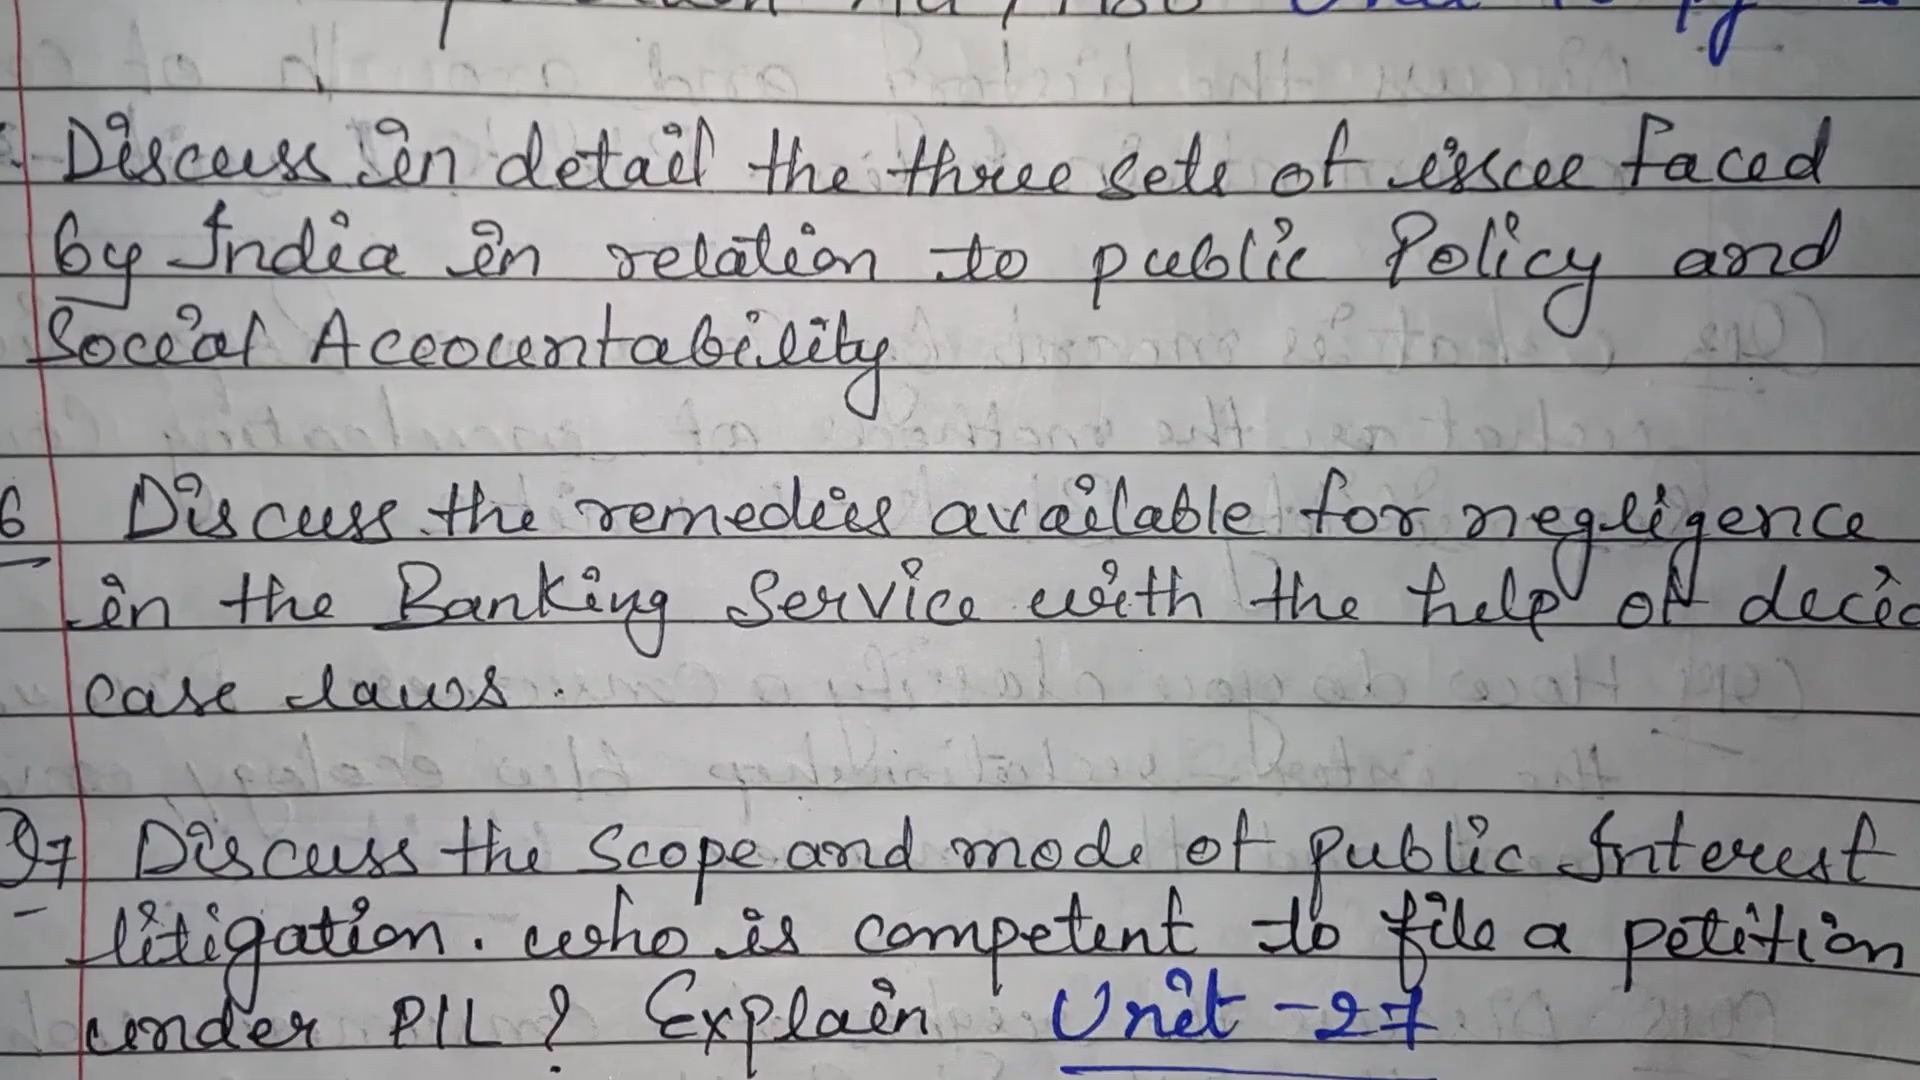 Discuss in detail the three sets of issue faced
by India in relation to public Policy and
Social Accountability
6 Discuss the remedies available for negligence
in the Banking Service with the help of
case laws.
Q7 Discuss the Scope and mode of public Interest
litigation. who is competent to file a petition
under PIL? Explain Unit-27